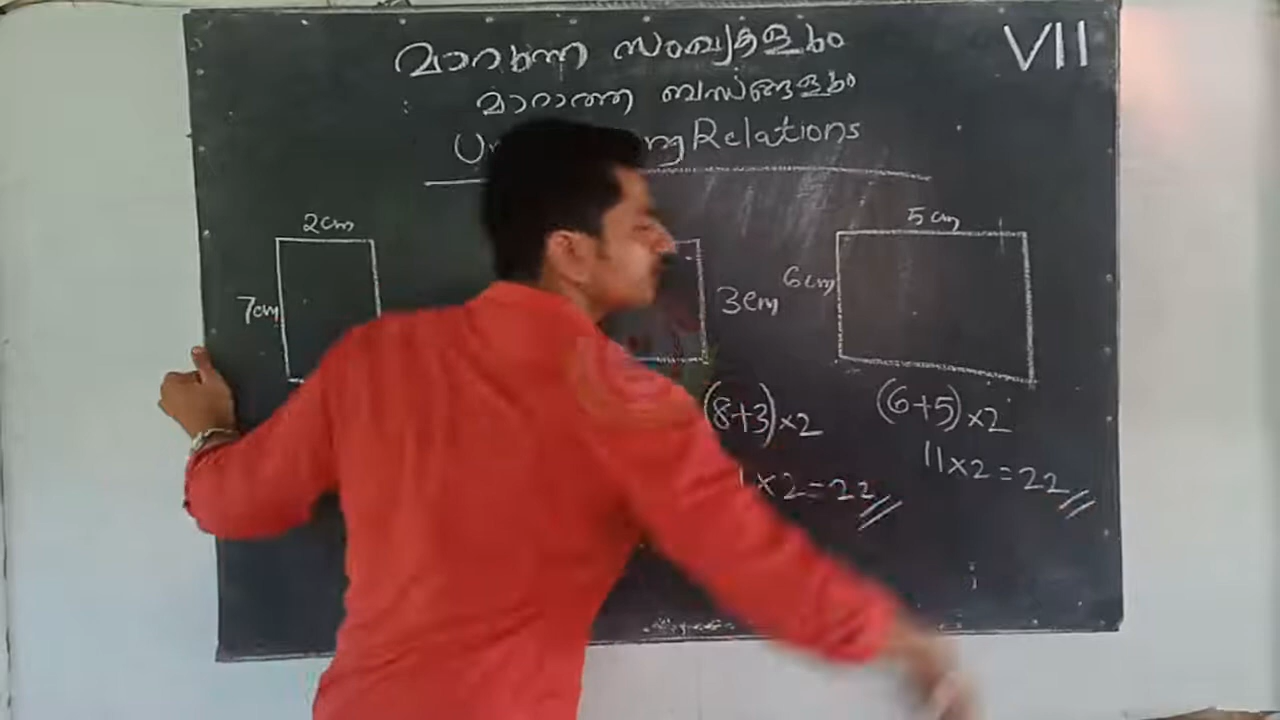 മാറുന്ന സംഖ്യകളും
VII
മാറാത്ത ബന്ധങ്ങളും
Relations
2cm
7cm
3cm
5cm
6cm
(8+3)×2
×2=22
(6+5)×2
11×2=22